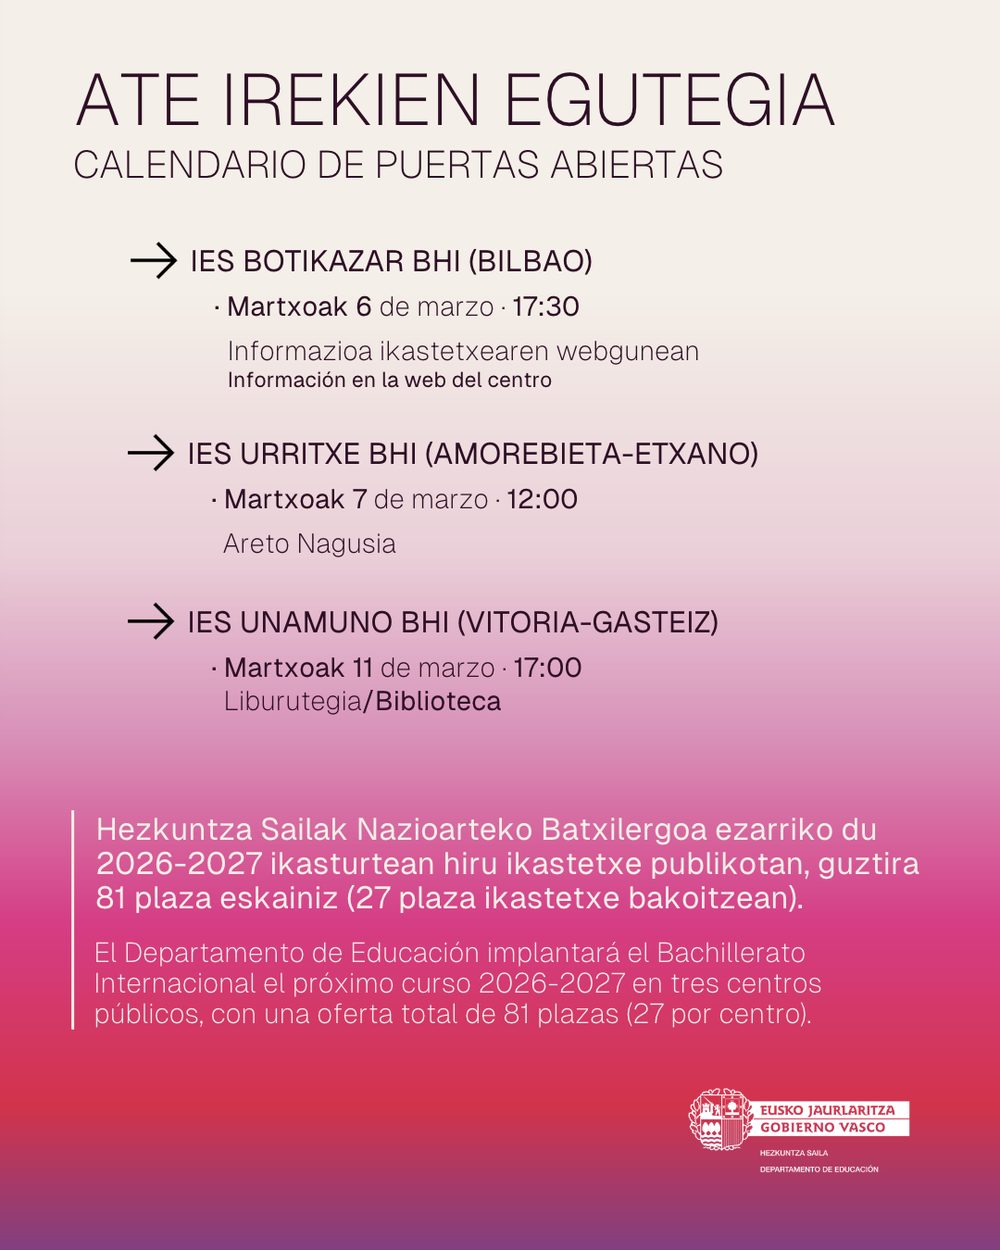 ATE IREKIEN EGUTEGIA
CALENDARIO DE PUERTAS ABIERTAS
→ IES BOTIKAZAR BHI (BILBAO)
· Martxoak 6 de marzo · 17:30
Informazioa ikastetxearen webgunean
Información en la web del centro
→ IES URRITXE BHI (AMOREBIETA-ETXANO)
· Martxoak 7 de marzo · 12:00
Areto Nagusia
→ IES UNAMUNO BHI (VITORIA-GASTEIZ)
· Martxoak 11 de marzo · 17:00
Liburutegia/Biblioteca
Hezkuntza Sailak Nazioarteko Batxilergoa ezarriko du
2026-2027 ikasturtean hiru ikastetxe publikotan, guztira
81 plaza eskainiz (27 plaza ikastetxe bakoitzean).
El Departamento de Educación implantará el Bachillerato
Internacional el próximo curso 2026-2027 en tres centros
públicos, con una oferta total de 81 plazas (27 por centro).
EUSKO JAURLARITZA
GOBIERNO VASCO
HEZKUNTZA SAILA
DEPARTAMENTO DE EDUCACIÓN